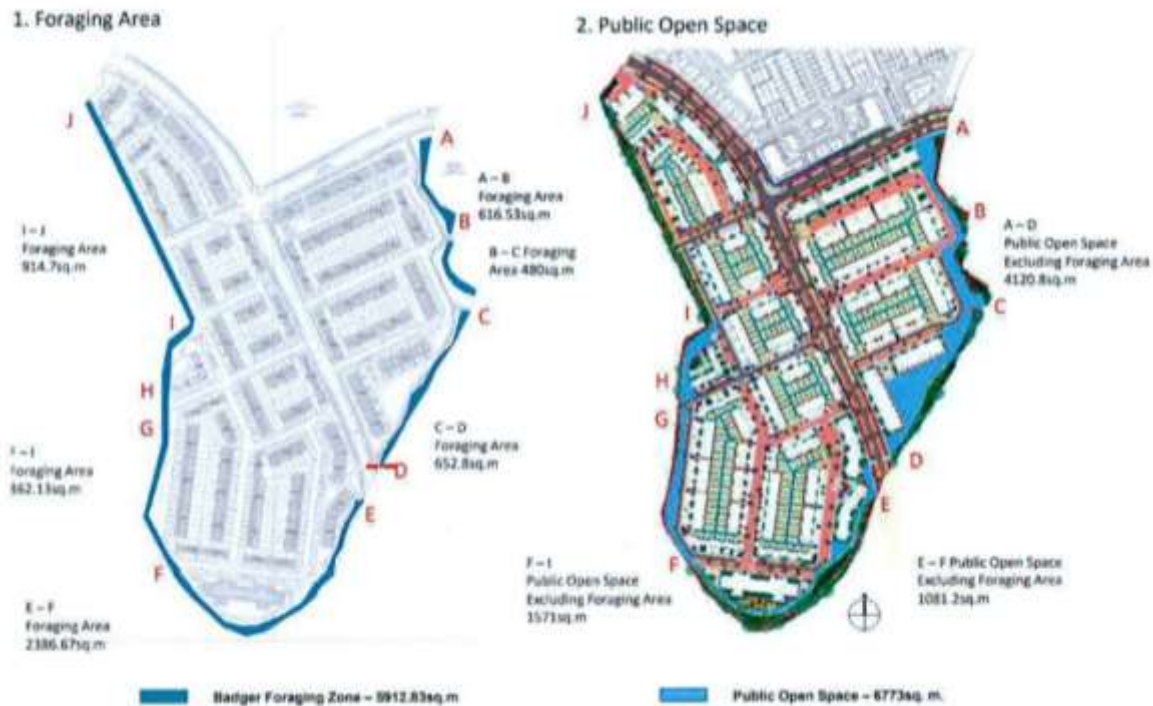 1. Foraging Area
2. Public Open Space
J
A
A – B
Foraging Area
616.53sq.m
B
B – C Foraging
Area 480sq.m
I – J
Foraging Area
914.7sq.m
I
C
H
G
C – D
Foraging Area
652.8sq.m
D
– I
Foraging Area
862.13sq.m
E
F
E – F
Foraging Area
2386.67sq.m
Badger Foraging Zone – 5912.83sq.m
J
A
B
A – D
Public Open Space
Excluding Foraging Area
4120.8sq.m
I
C
H
G
D
E
F
F – I
Public Open Space
Excluding Foraging Area
1571sq.m
E – F Public Open Space
Excluding Foraging Area
1081.2sq.m
Public Open Space – 6773sq. m.